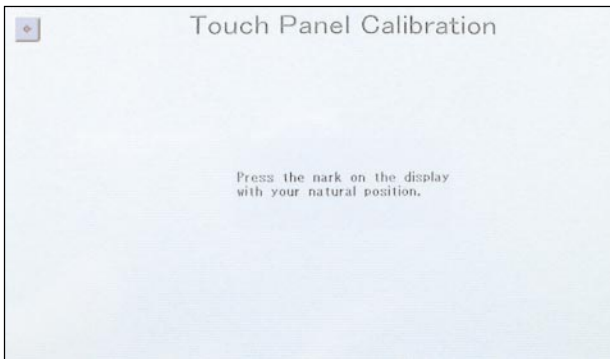 Touch Panel Calibration
Press the nark on the display
with your natural position.